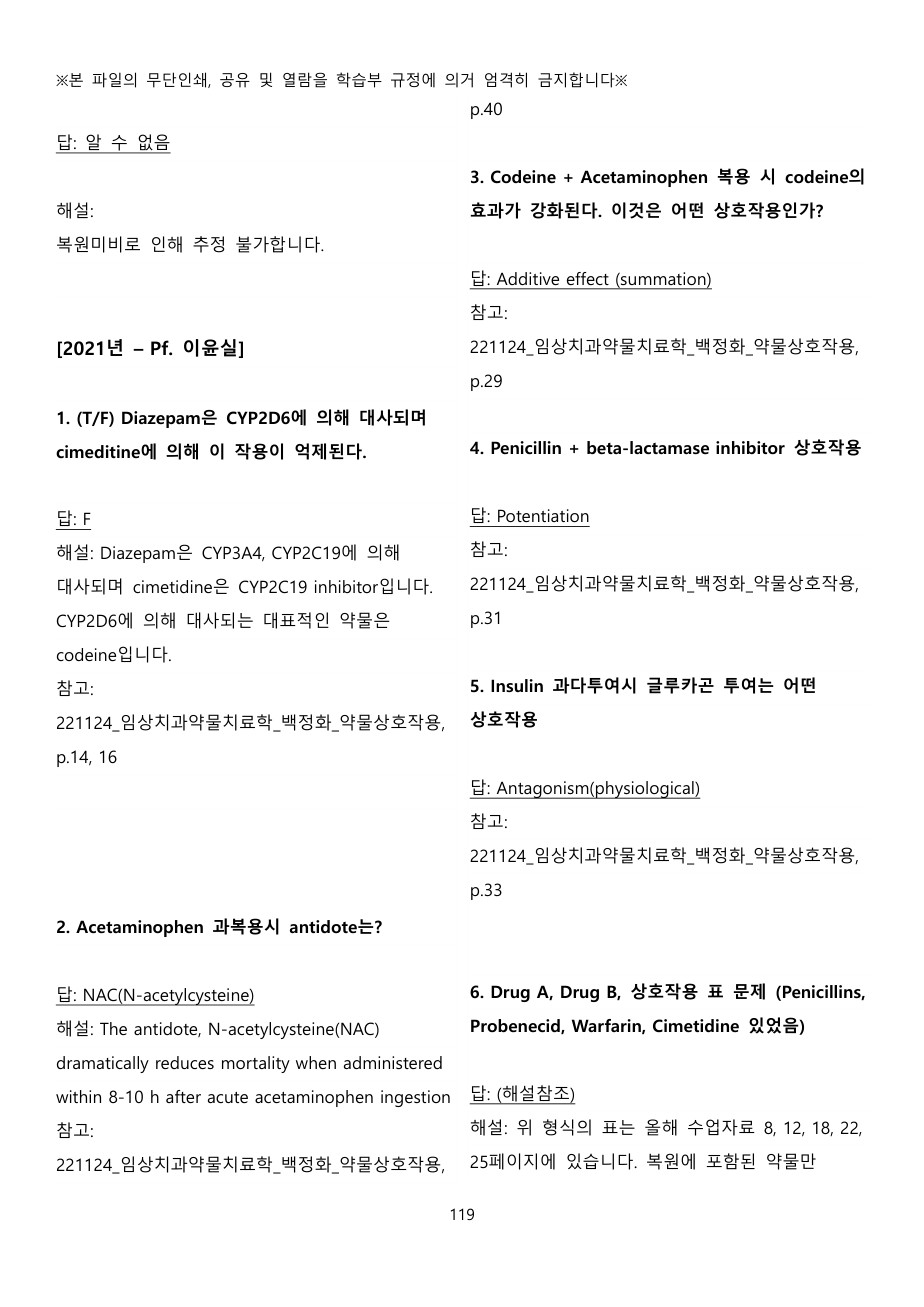 ※본 파일의 무단인쇄, 공유 및 열람을 학습부 규정에 의거 엄격히 금지합니다※
답: 알 수 없음
해설:
복원미비로 인해 추정 불가합니다.
[2021년 – Pf. 이윤실]
1. (T/F) Diazepam은 CYP2D6에 의해 대사되며
cimeditine에 의해 이 작용이 억제된다.
답: F
해설: Diazepam은 CYP3A4, CYP2C19에 의해
대사되며 cimetidine은 CYP2C19 inhibitor입니다.
CYP2D6에 의해 대사되는 대표적인 약물은
codeine입니다.
참고:
221124_임상치과약물치료학_백정화_약물상호작용,
p.14, 16
2. Acetaminophen 과복용시 antidote는?
답: NAC(N-acetylcysteine)
해설: The antidote, N-acetylcysteine(NAC)
dramatically reduces mortality when administered
within 8-10 h after acute acetaminophen ingestion
참고:
221124_임상치과약물치료학_백정화_약물상호작용,
p.40
3. Codeine + Acetaminophen 복용 시 codeine의
효과가 강화된다. 이것은 어떤 상호작용인가?
답: Additive effect (summation)
참고:
221124_임상치과약물치료학_백정화_약물상호작용,
p.29
4. Penicillin + beta-lactamase inhibitor 상호작용
답: Potentiation
참고:
221124_임상치과약물치료학_백정화_약물상호작용,
p.31
5. Insulin 과다투여시 글루카곤 투여는 어떤
상호작용
답: Antagonism(physiological)
참고:
221124_임상치과약물치료학_백정화_약물상호작용,
p.33
6. Drug A, Drug B, 상호작용 표 문제 (Penicillins,
Probenecid, Warfarin, Cimetidine 있었음)
답: (해설참조)
해설: 위 형식의 표는 올해 수업자료 8, 12, 18, 22,
25페이지에 있습니다. 복원에 포함된 약물만
119